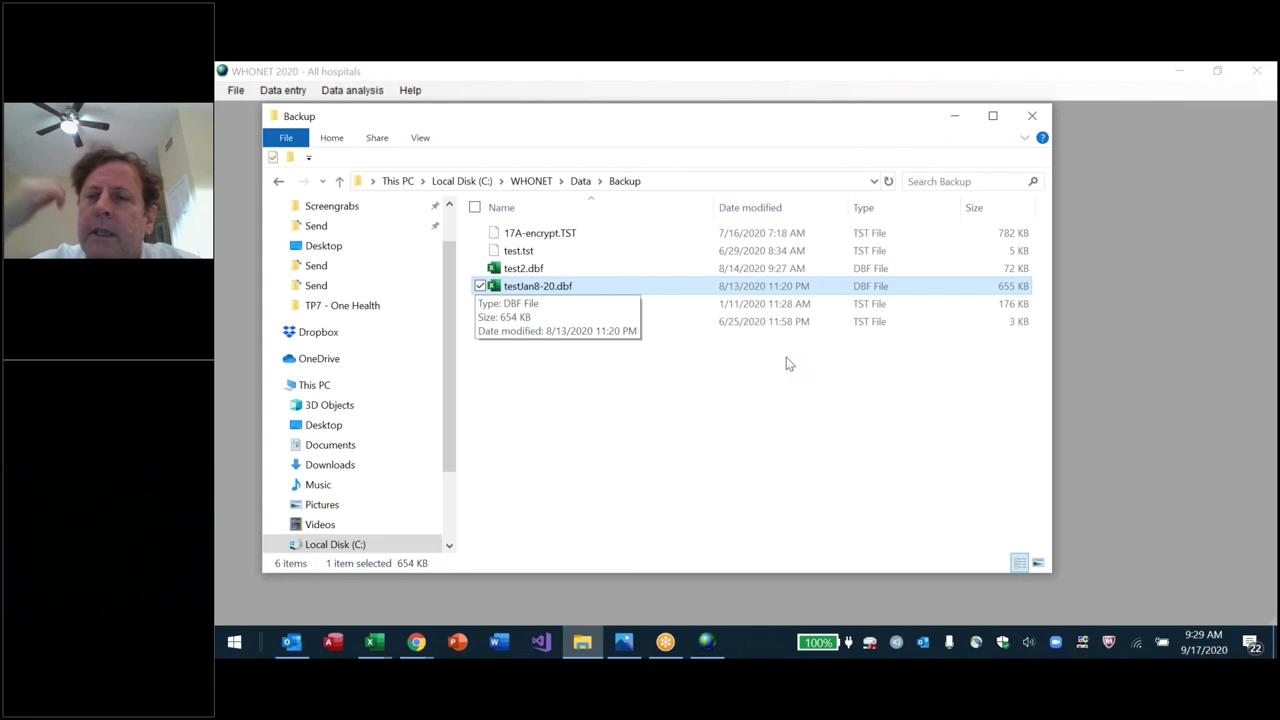 WHONET 2020 - All hospitals
File Data entry Data analysis Help
Backup
File Home Share View
This PC Local Disk (C:) WHONET Data Backup Search Backup
Name Date modified Type Size
Screengrabs
Send
Desktop
Send
Send
TP7 - One Health
Dropbox
OneDrive
This PC
3D Objects
Desktop
Documents
Downloads
Music
Pictures
Videos
Local Disk (C:)
17A-encrypt.TST 7/16/2020 7:18 AM TST File 782 KB
test.tst 6/29/2020 8:34 AM TST File 5 KB
test2.dbf 8/14/2020 9:27 AM DBF File 72 KB
testJan8-20.dbf 8/13/2020 11:20 PM DBF File 655 KB
1/11/2020 11:28 AM TST File 176 KB
6/25/2020 11:58 PM TST File 3 KB
Type: DBF File
Size: 654 KB
Date modified: 8/13/2020 11:20 PM
6 items 1 item selected 654 KB
100%
9:29 AM
9/17/2020
22